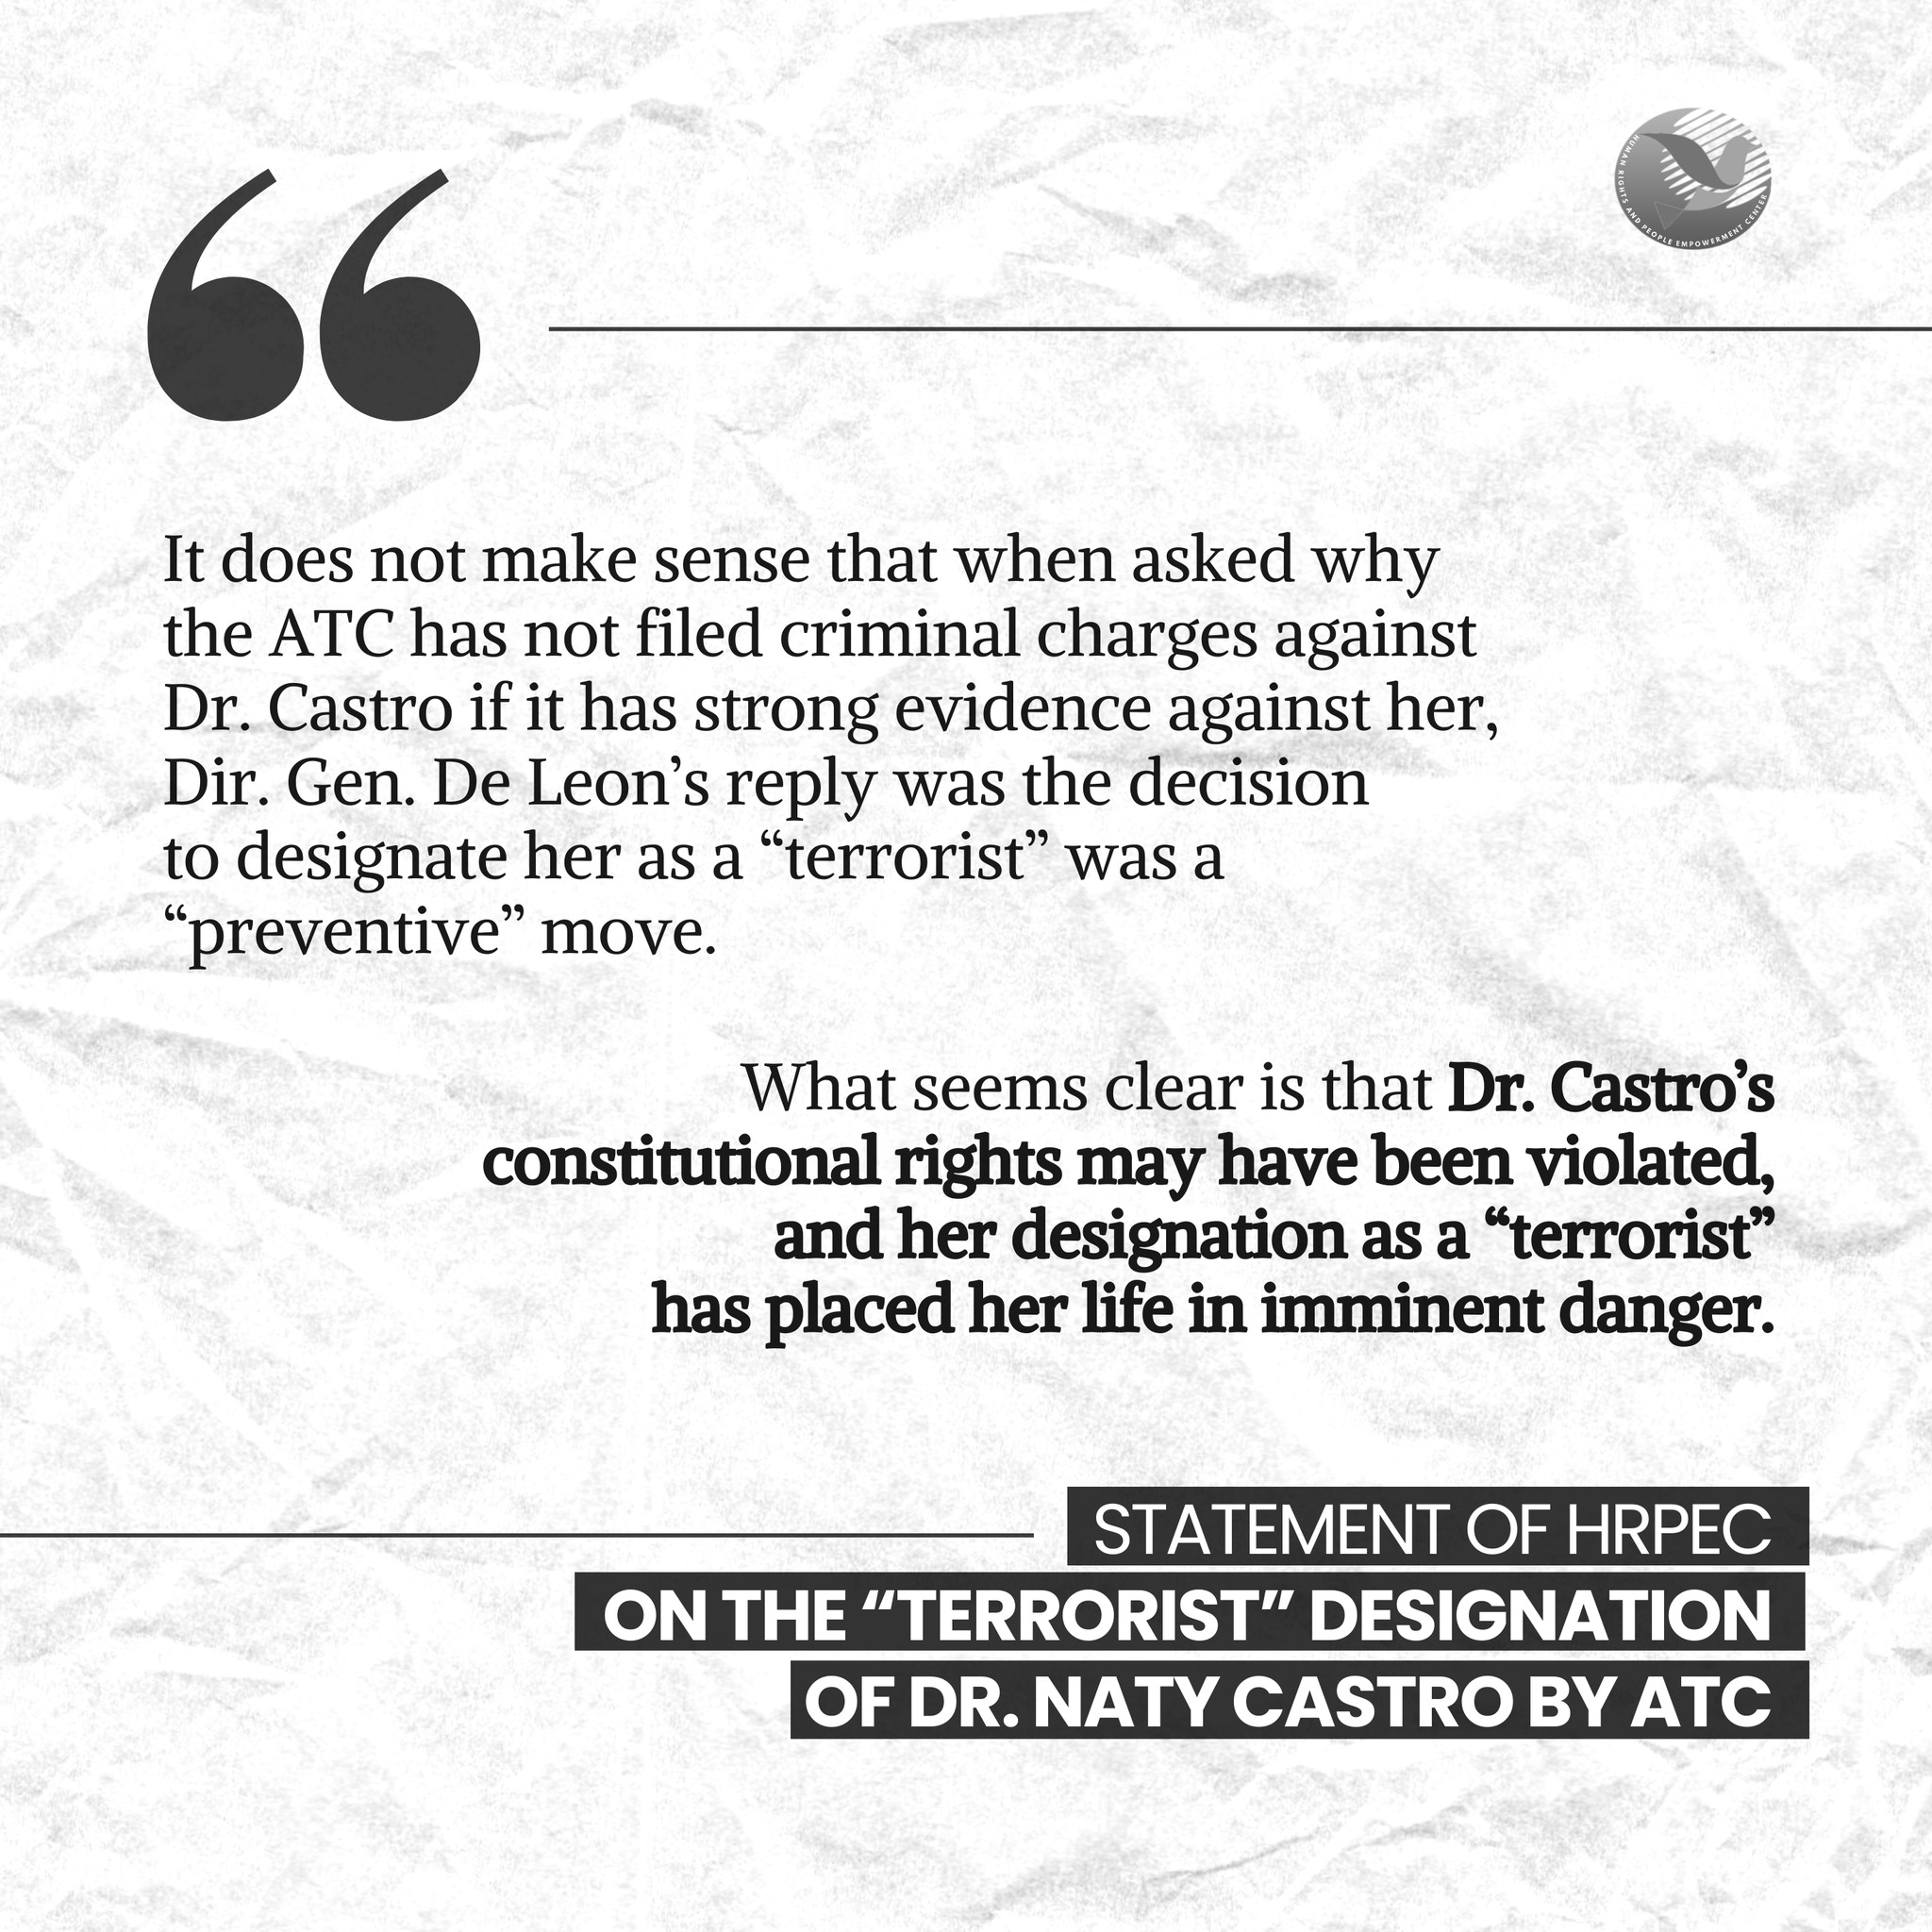 HUMAN RIGHTS AND PEOPLE EMPOWERMENT CENTER
“
It does not make sense that when asked why
the ATC has not filed criminal charges against
Dr. Castro if it has strong evidence against her,
Dir. Gen. De Leon’s reply was the decision
to designate her as a “terrorist” was a
“preventive” move.
What seems clear is that Dr. Castro’s
constitutional rights may have been violated,
and her designation as a “terrorist”
has placed her life in imminent danger.
STATEMENT OF HRPEC
ON THE “TERRORIST” DESIGNATION
OF DR. NATY CASTRO BY ATC